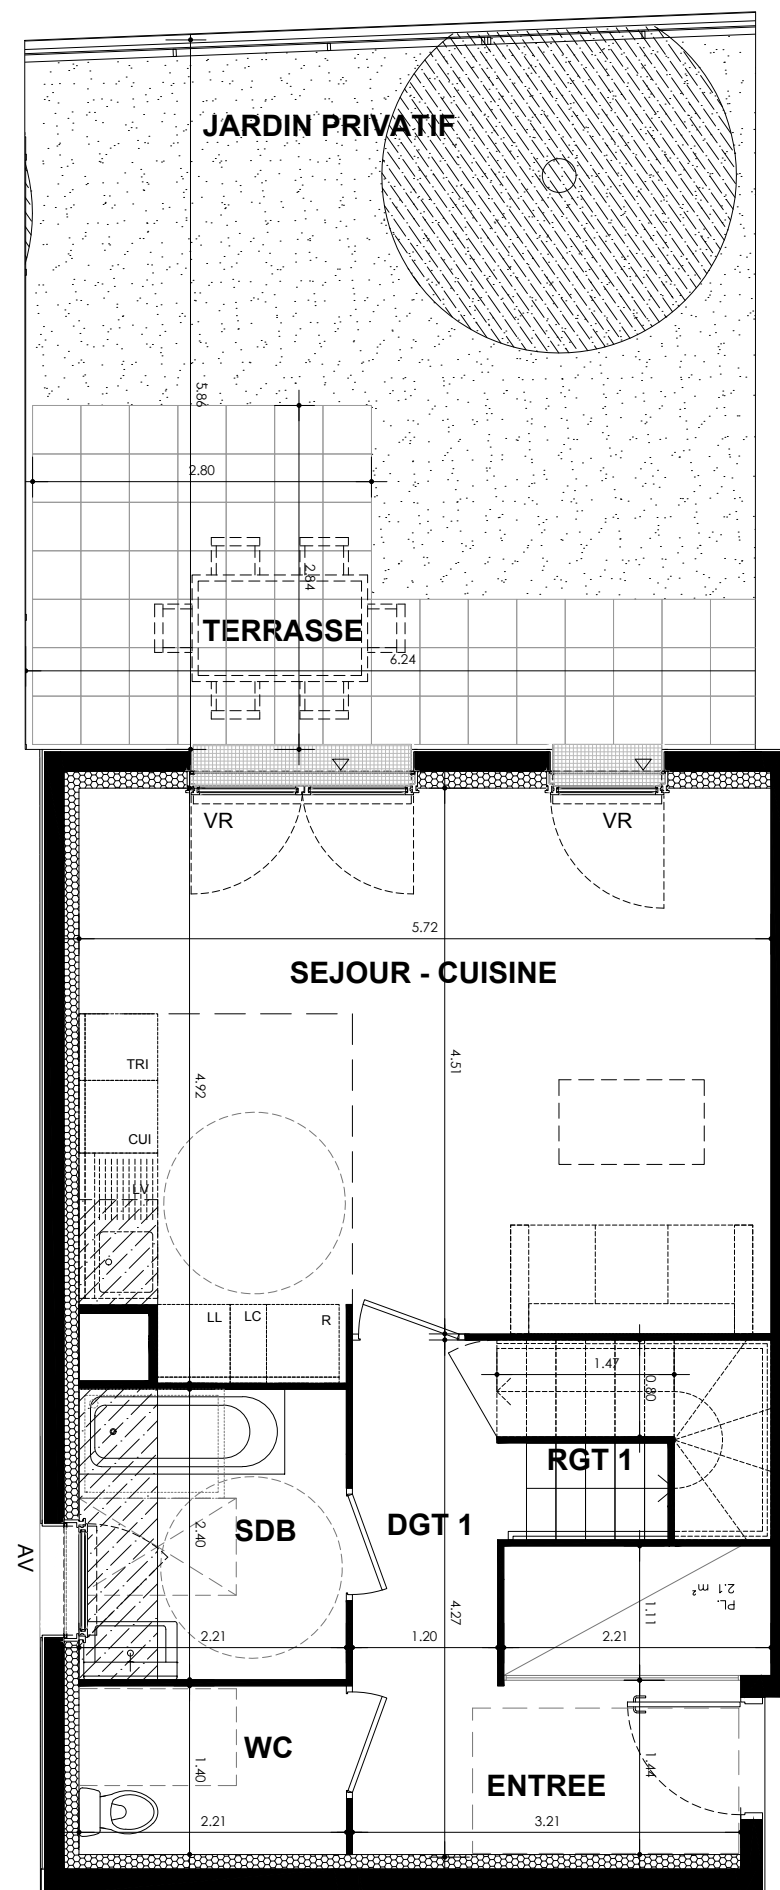 JARDIN PRIVATIF
5.86
2.80
2.84
TERRASSE
6.24
VR
VR
5.72
SEJOUR - CUISINE
4.51
TRI
4.92
CUI
LV
LL
LC
R
1.47
0.80
RGT 1
DGT 1
SDB
2.40
AV
PL.
2.1 m²
1.11
4.27
2.21
1.20
2.21
WC
1.40
1.44
ENTREE
2.21
3.21